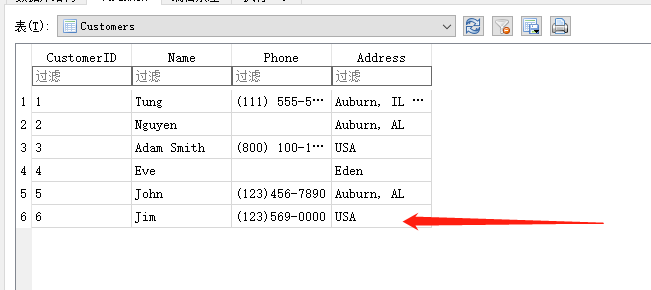 表(T): Customers
CustomerID Name Phone Address
过滤 过滤 过滤 过滤
1 1 Tung (111) 555-5… Auburn, IL …
2 2 Nguyen Auburn, AL
3 3 Adam Smith (800) 100-1… USA
4 4 Eve Eden
5 5 John (123)456-7890 Auburn, AL
6 6 Jim (123)569-0000 USA